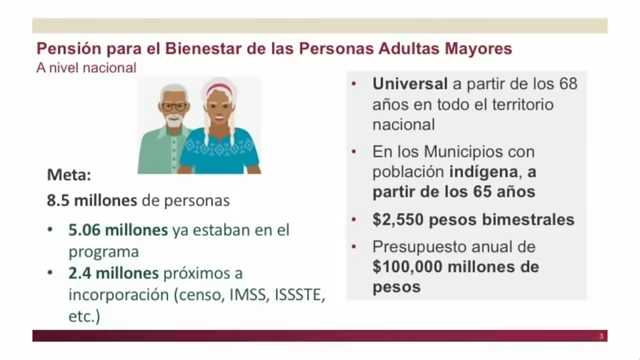 Pensión para el Bienestar de las Personas Adultas Mayores
A nivel nacional
Meta:
8.5 millones de personas
• 5.06 millones ya estaban en el
programa
• 2.4 millones próximos a
incorporación (censo, IMSS, ISSSTE,
etc.)
• Universal a partir de los 68
años en todo el territorio
nacional
• En los Municipios con
población indígena, a
partir de los 65 años
• $2,550 pesos bimestrales
• Presupuesto anual de
$100,000 millones de
pesos
3